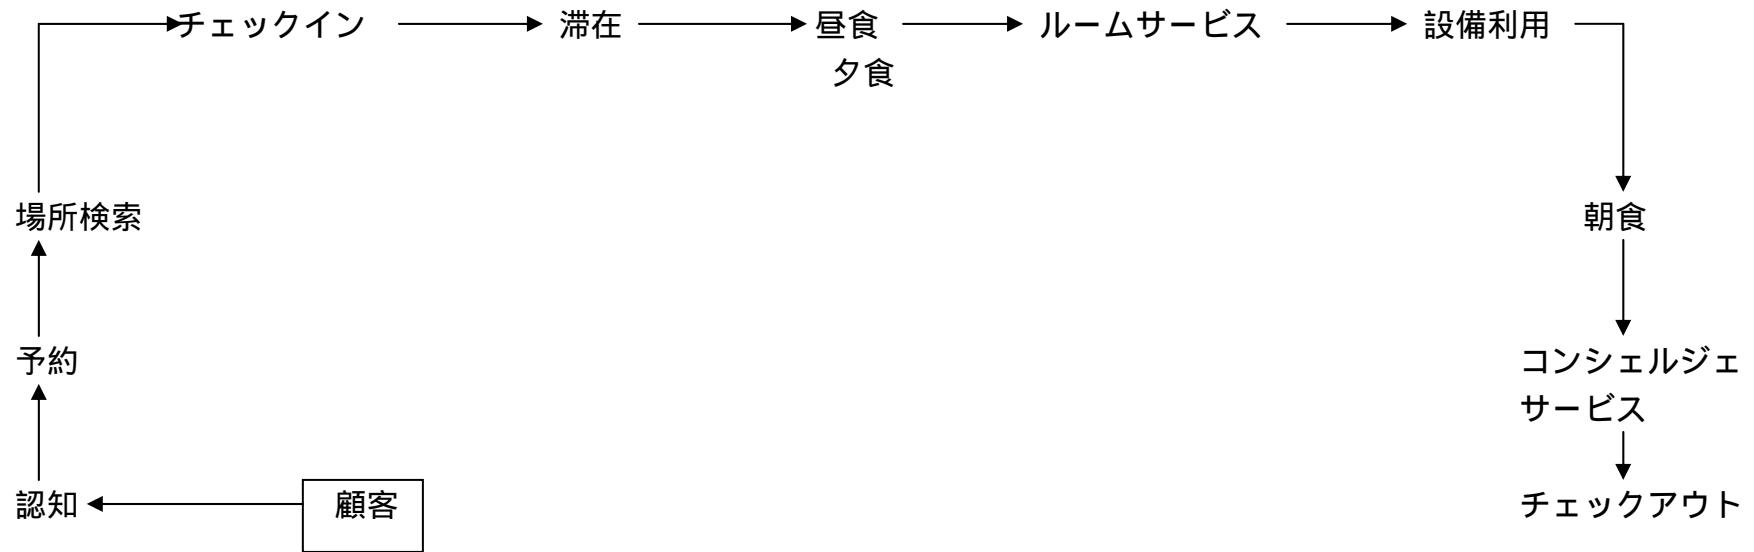 チェックイン
滞在
昼食
夕食
ルームサービス
設備利用
場所検索
朝食
予約
コンシェルジェ
サービス
認知
顧客
チェックアウト